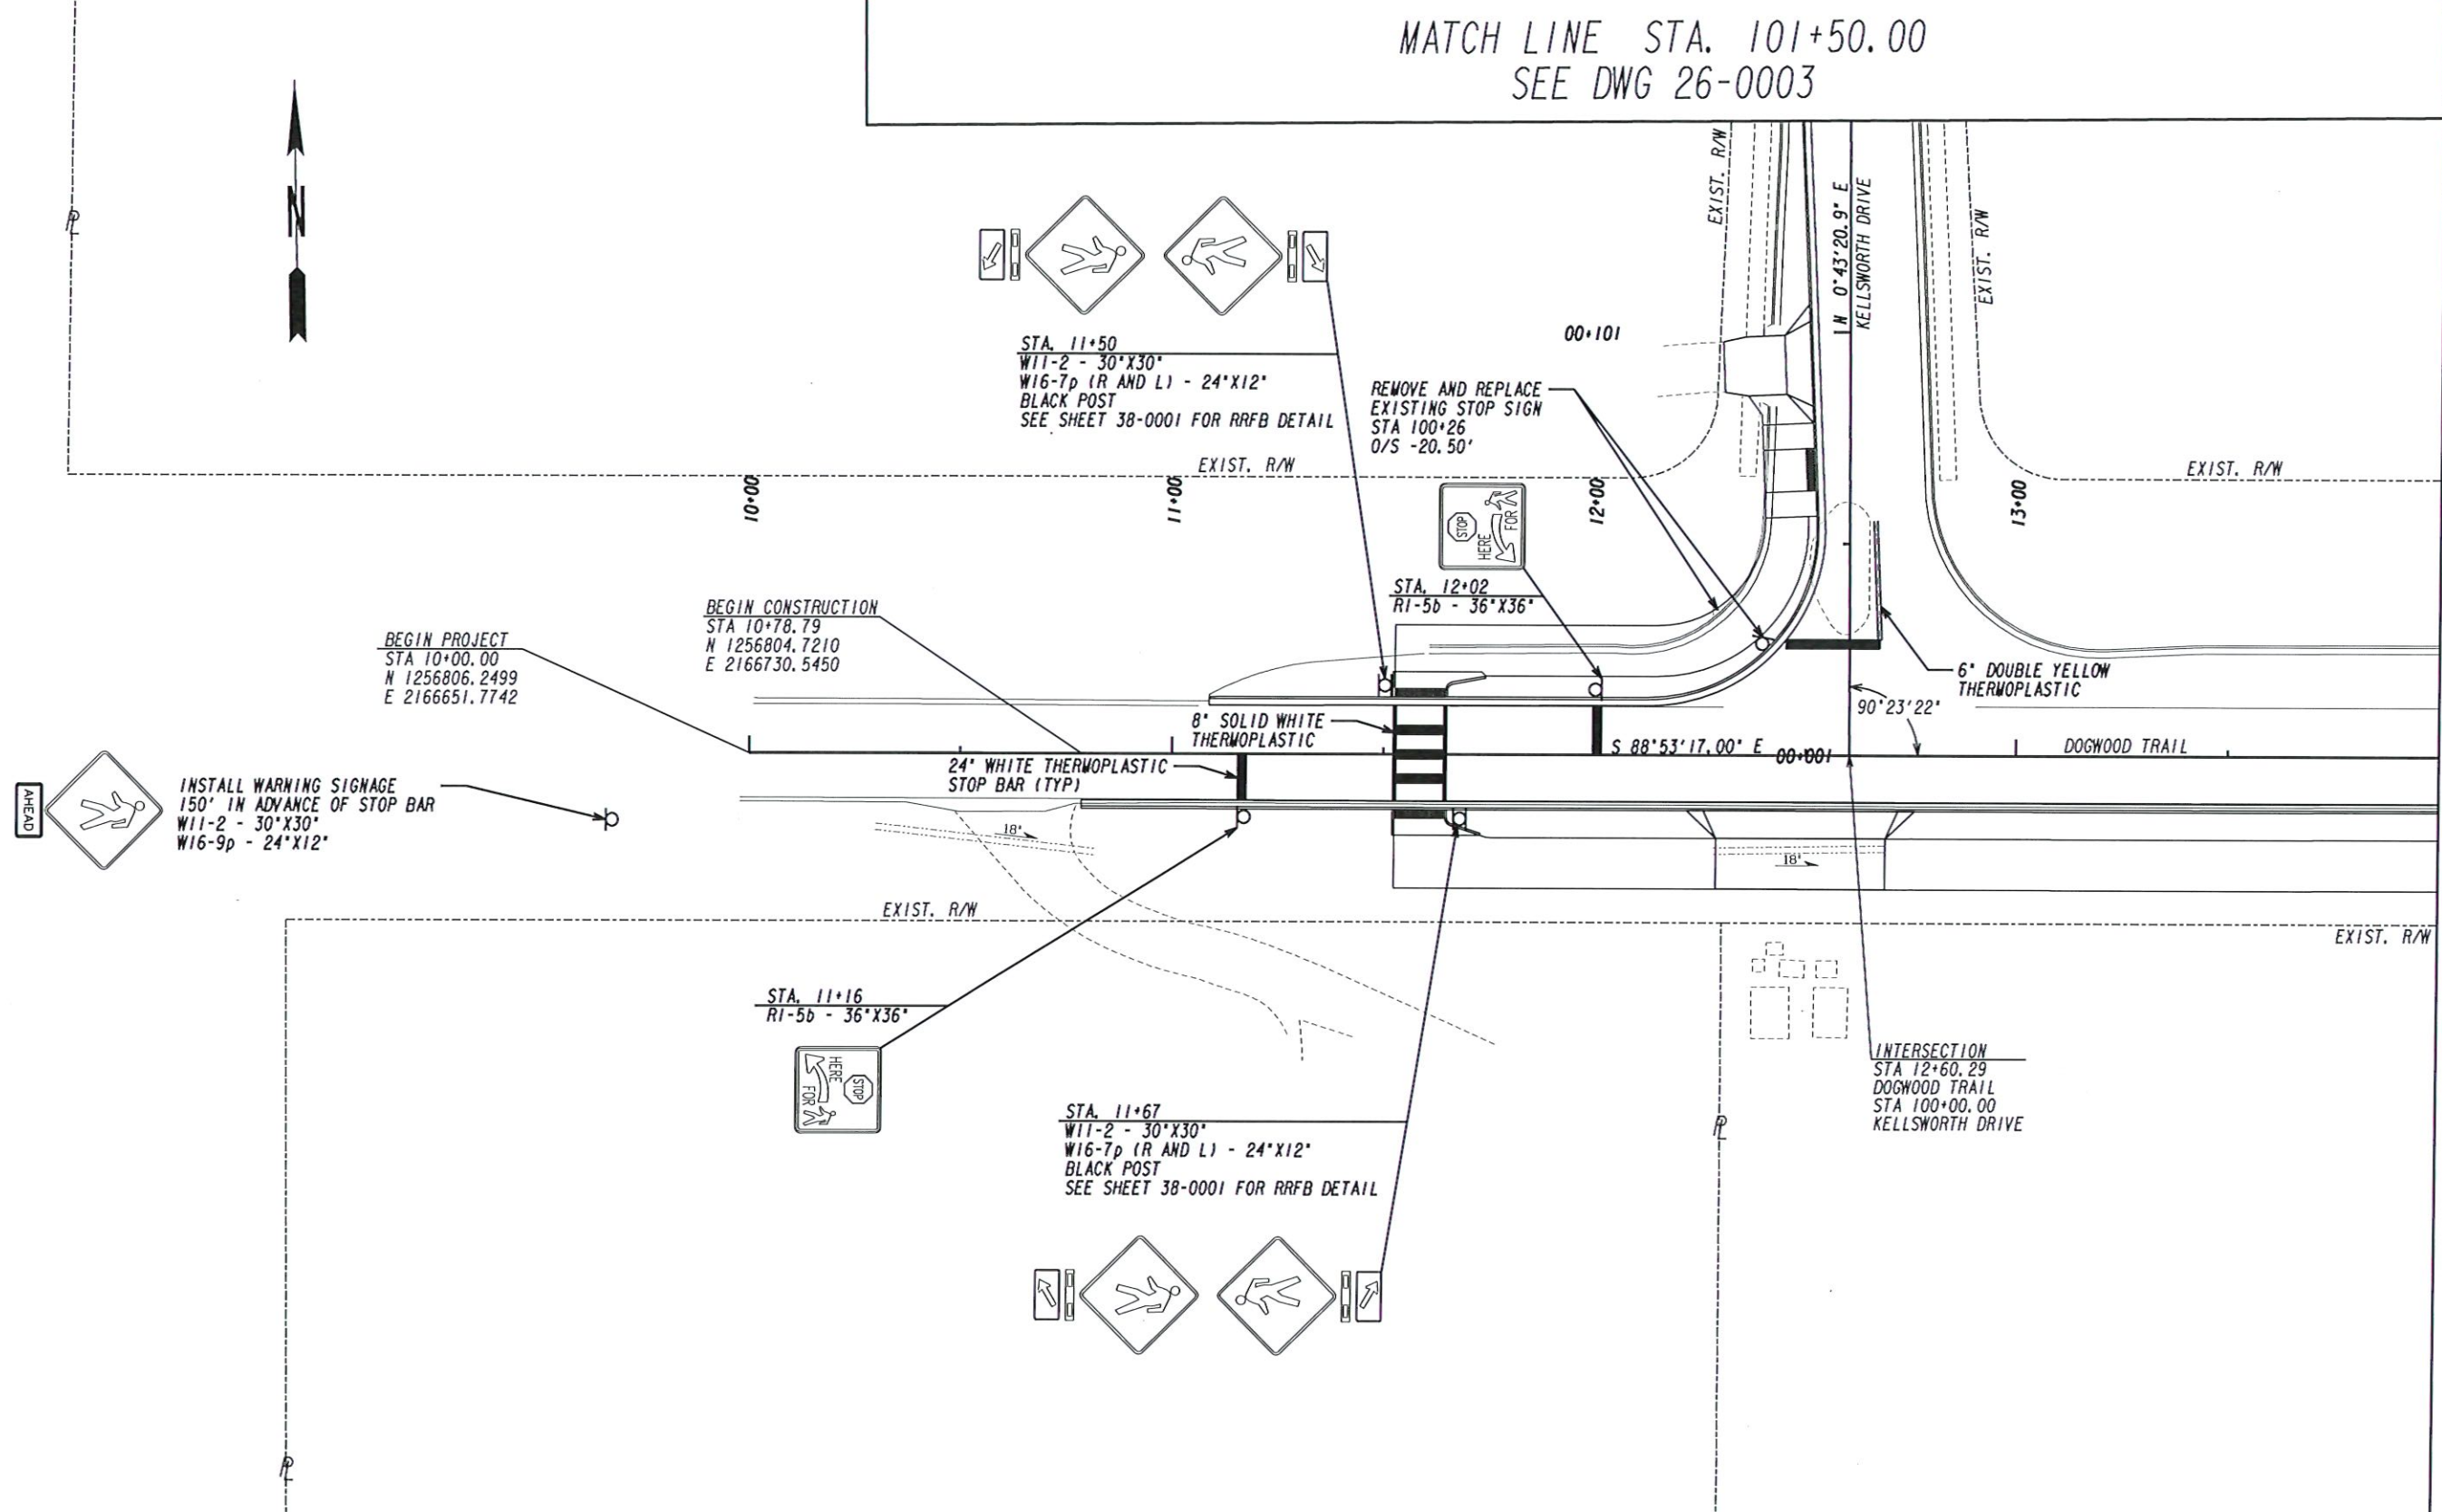 MATCH LINE STA. 101+50.00
SEE DWG 26-0003
N
PL
EXIST. R/W
N 0°43'20.9" E
KELLSWORTH DRIVE
EXIST. R/W
STA. 11+50
W11-2 - 30"X30"
W16-7p (R AND L) - 24"X12"
BLACK POST
SEE SHEET 38-0001 FOR RRFB DETAIL
00+101
REMOVE AND REPLACE
EXISTING STOP SIGN
STA 100+26
O/S -20.50'
EXIST. R/W
EXIST. R/W
10+00
11+00
12+00
13+00
STOP
HERE
FOR
STA. 12+02
R1-5b - 36"X36"
BEGIN CONSTRUCTION
STA 10+78.79
N 1256804.7210
E 2166730.5450
BEGIN PROJECT
STA 10+00.00
N 1256806.2499
E 2166651.7742
6" DOUBLE YELLOW
THERMOPLASTIC
90°23'22"
8" SOLID WHITE
THERMOPLASTIC
S 88°53'17.00" E
00+001
DOGWOOD TRAIL
24" WHITE THERMOPLASTIC
STOP BAR (TYP)
AHEAD
INSTALL WARNING SIGNAGE
150' IN ADVANCE OF STOP BAR
W11-2 - 30"X30"
W16-9p - 24"X12"
18"
18"
EXIST. R/W
EXIST. R/W
STA. 11+16
R1-5b - 36"X36"
STOP
HERE
FOR
INTERSECTION
STA 12+60.29
DOGWOOD TRAIL
STA 100+00.00
KELLSWORTH DRIVE
STA. 11+67
W11-2 - 30"X30"
W16-7p (R AND L) - 24"X12"
BLACK POST
SEE SHEET 38-0001 FOR RRFB DETAIL
PL
PL